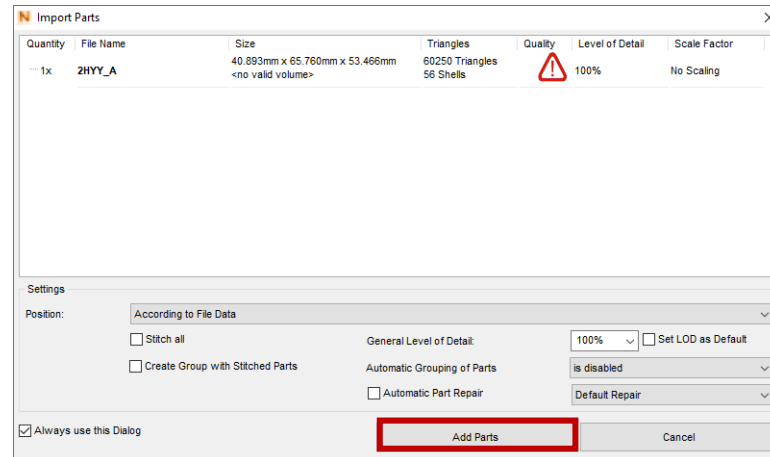 Import Parts
Quantity File Name Size Triangles Quality Level of Detail Scale Factor
1x 2HYY_A 40.893mm x 65.760mm x 53.466mm 60250 Triangles 100% No Scaling
<no valid volume> 56 Shells
Settings
Position: According to File Data
Stitch all General Level of Detail: 100% Set LOD as Default
Create Group with Stitched Parts Automatic Grouping of Parts is disabled
Automatic Part Repair Default Repair
Always use this Dialog Add Parts Cancel